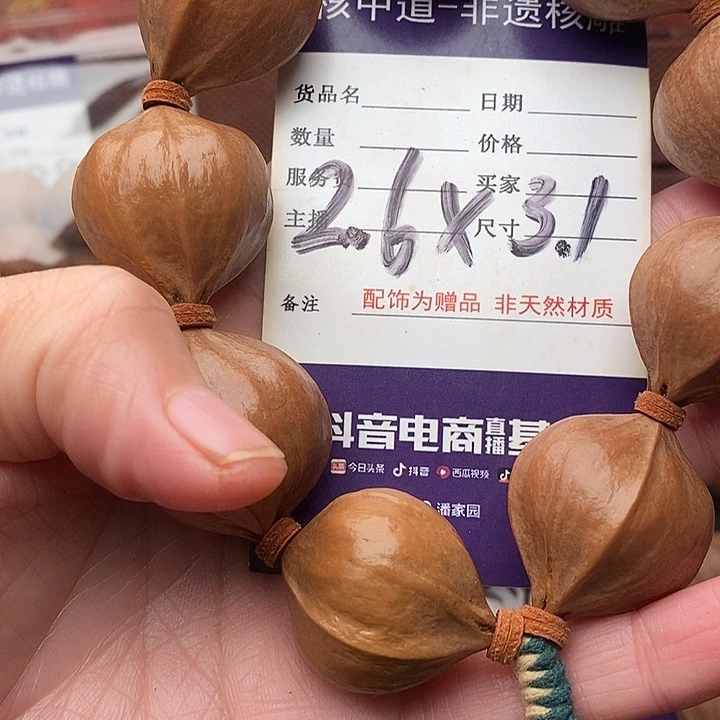 核中道-非遗核雕
货品名 日期
数量 价格
服务费 买家
主播 尺寸
2.6X3.1
备注 配饰为赠品 非天然材质
抖音电商直播基
头条 今日头条 抖音 西瓜视频
潘家园